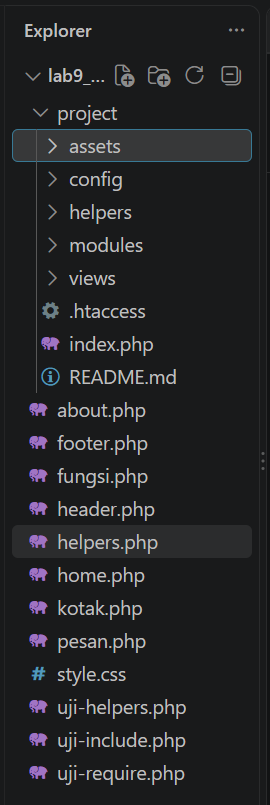 Explorer
lab9_...
project
assets
config
helpers
modules
views
.htaccess
index.php
README.md
about.php
footer.php
fungsi.php
header.php
helpers.php
home.php
kotak.php
pesan.php
style.css
uji-helpers.php
uji-include.php
uji-require.php